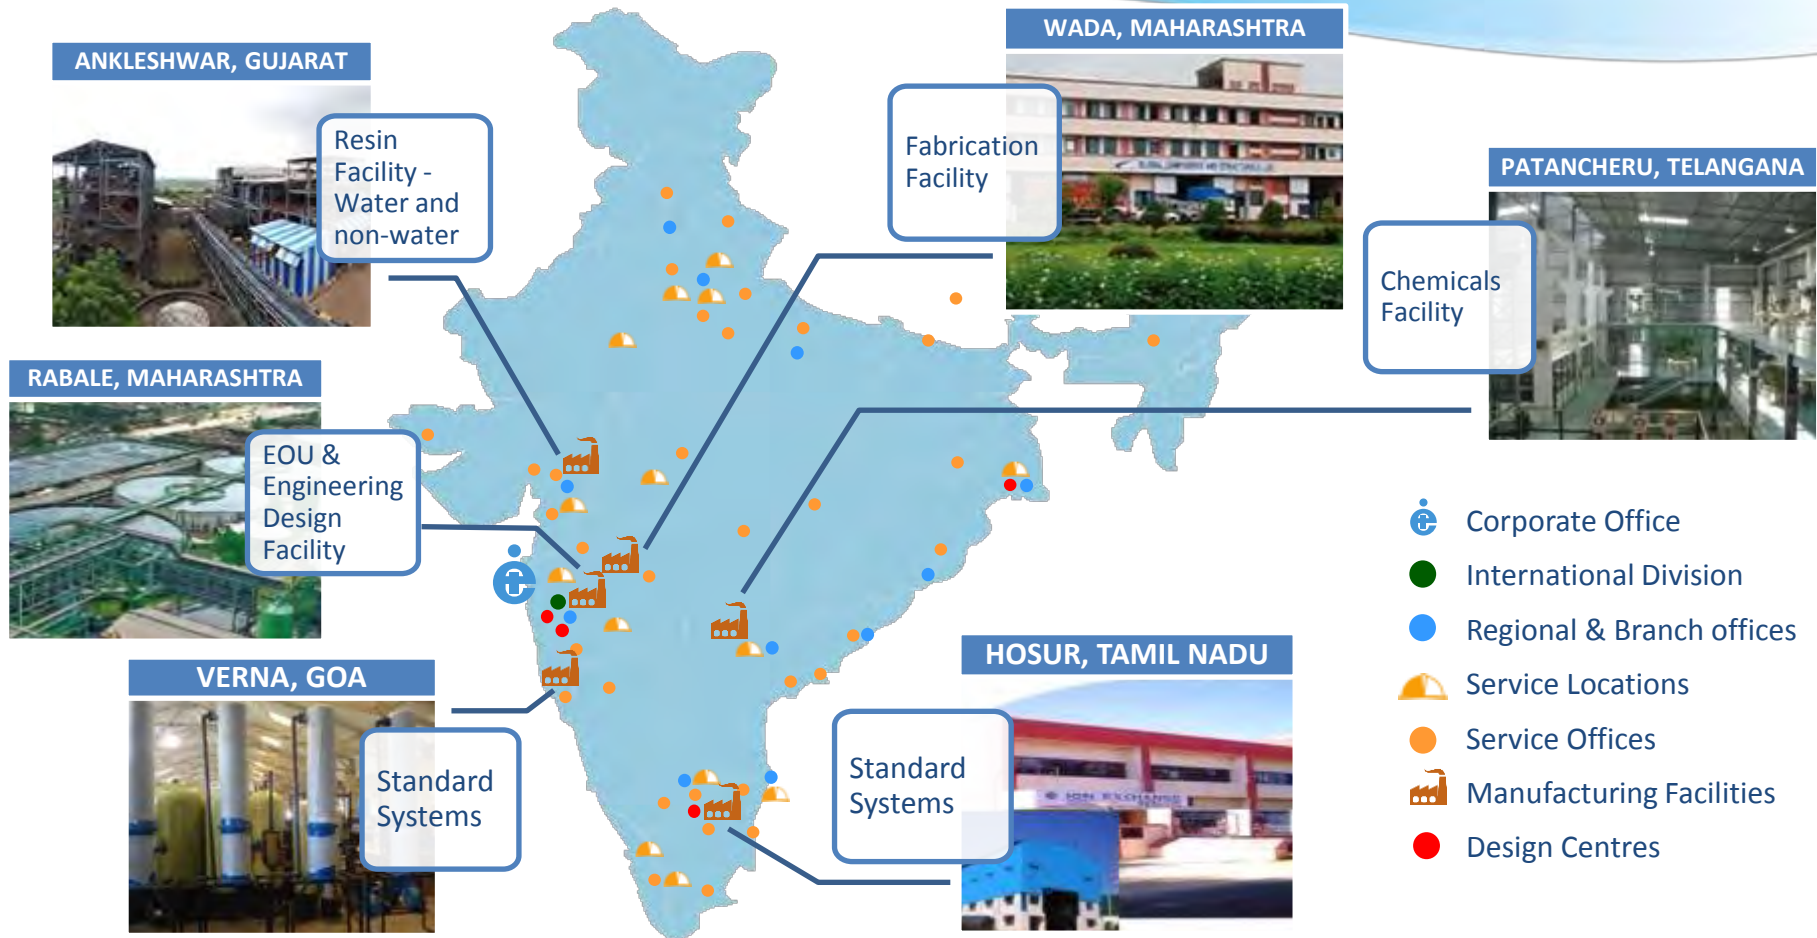 ANKLESHWAR, GUJARAT
Resin
Facility -
Water and
non-water
WADA, MAHARASHTRA
Fabrication
Facility
PATANCHERU, TELANGANA
Chemicals
Facility
RABALE, MAHARASHTRA
EOU &
Engineering
Design
Facility
VERNA, GOA
Standard
Systems
HOSUR, TAMIL NADU
Standard
Systems
ION EXCHANGE
Corporate Office
International Division
Regional & Branch offices
Service Locations
Service Offices
Manufacturing Facilities
Design Centres